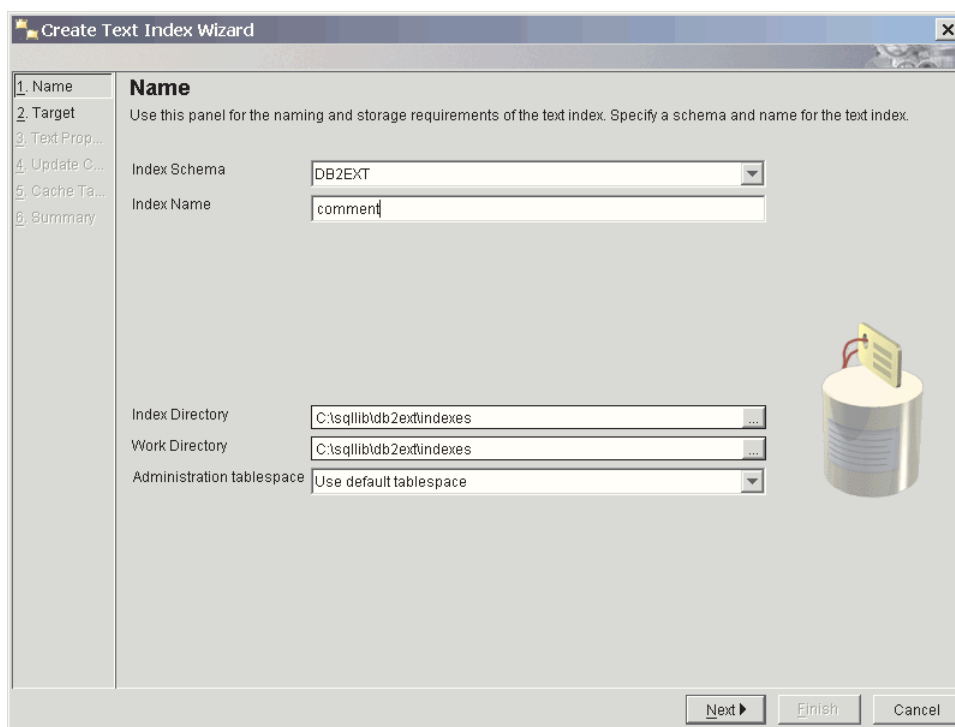 Create Text Index Wizard
1. Name
2. Target
3. Text Prop...
4. Update C...
5. Cache Ta...
6. Summary
Name
Use this panel for the naming and storage requirements of the text index. Specify a schema and name for the text index.
Index Schema DB2EXT
Index Name comment
Index Directory C:\sqllib\db2ext\indexes ...
Work Directory C:\sqllib\db2ext\indexes ...
Administration tablespace Use default tablespace
Next Finish Cancel